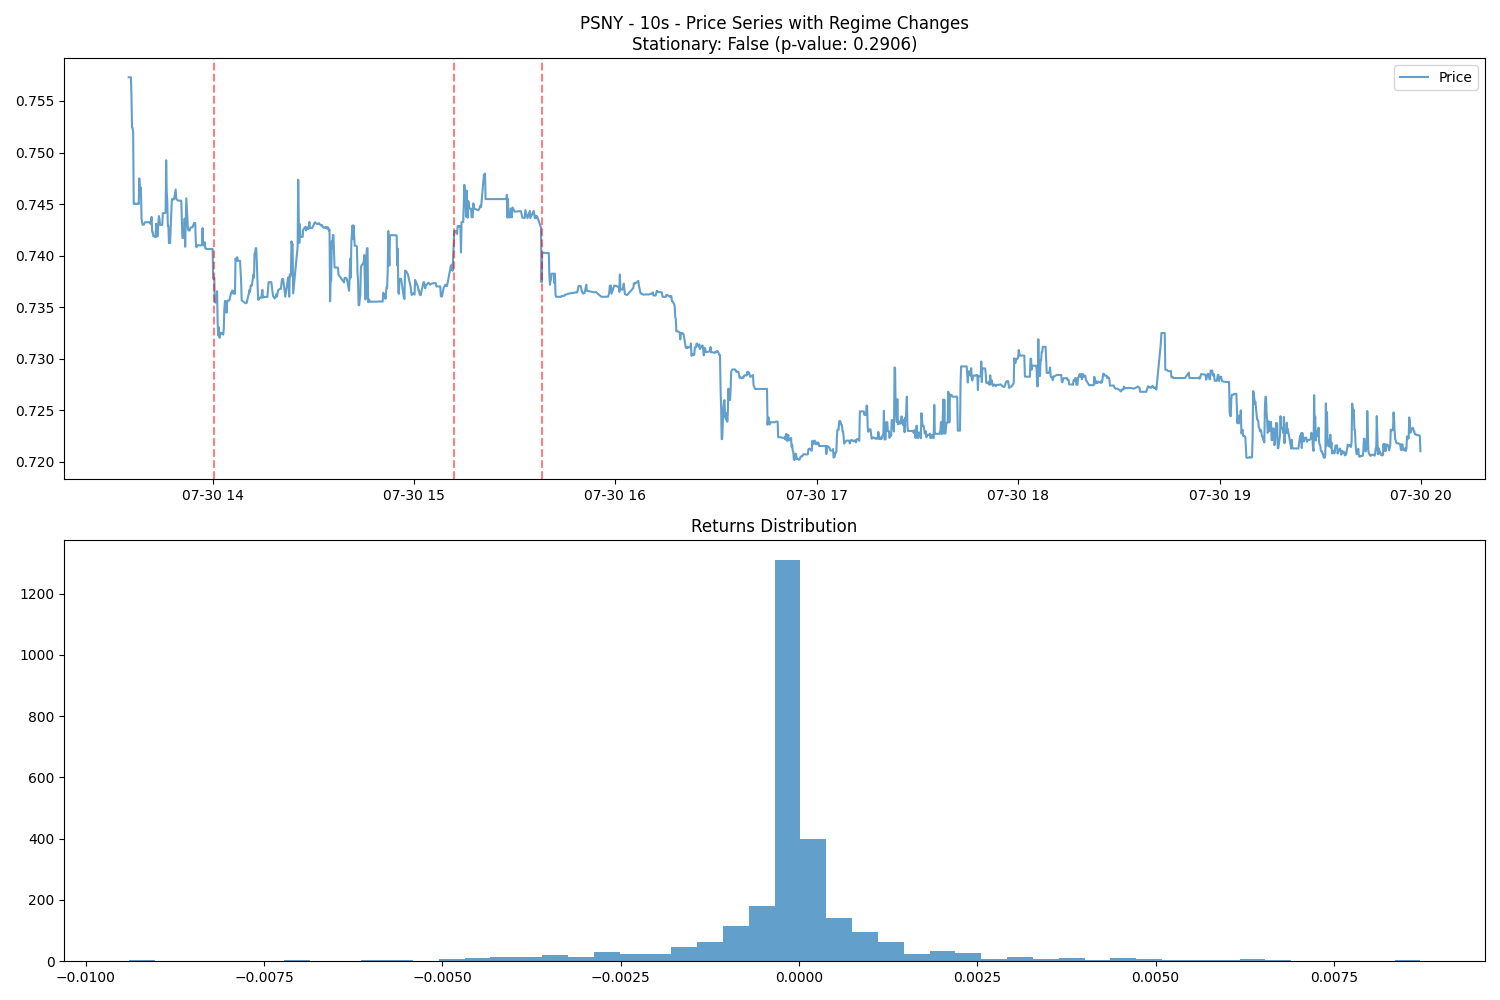 PSNY - 10s - Price Series with Regime Changes
Stationary: False (p-value: 0.2906)
Price
0.755
0.750
0.745
0.740
0.735
0.730
0.725
0.720
07-30 14 07-30 15 07-30 16 07-30 17 07-30 18 07-30 19 07-30 20
Returns Distribution
1200
1000
800
600
400
200
0
−0.0100 −0.0075 −0.0050 −0.0025 0.0000 0.0025 0.0050 0.0075